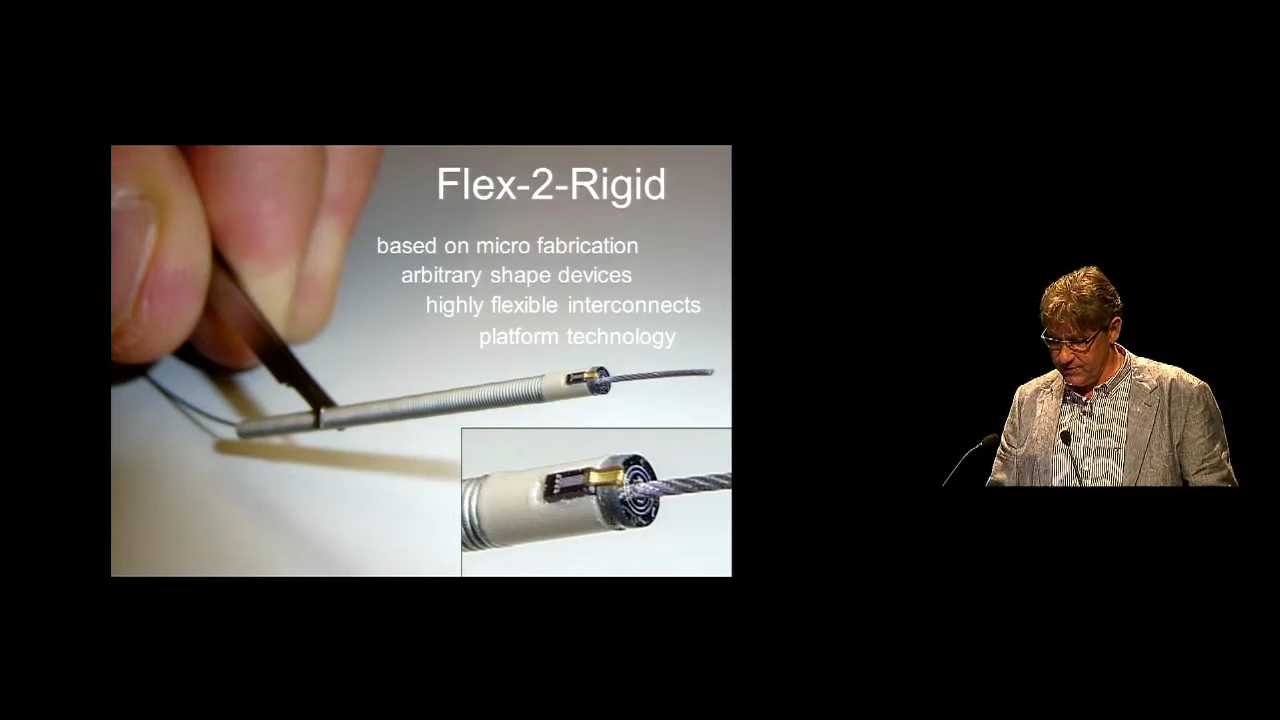 Flex-2-Rigid
based on micro fabrication
arbitrary shape devices
highly flexible interconnects
platform technology